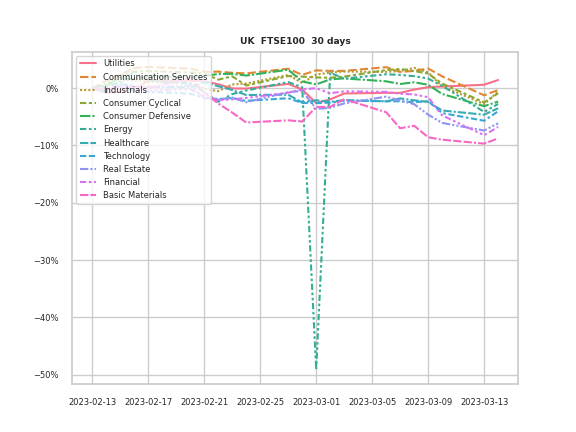 UK  FTSE100  30 days
Utilities
Communication Services
Industrials
Consumer Cyclical
Consumer Defensive
Energy
Healthcare
Technology
Real Estate
Financial
Basic Materials
0%
−10%
−20%
−30%
−40%
−50%
2023-02-13 2023-02-17 2023-02-21 2023-02-25 2023-03-01 2023-03-05 2023-03-09 2023-03-13